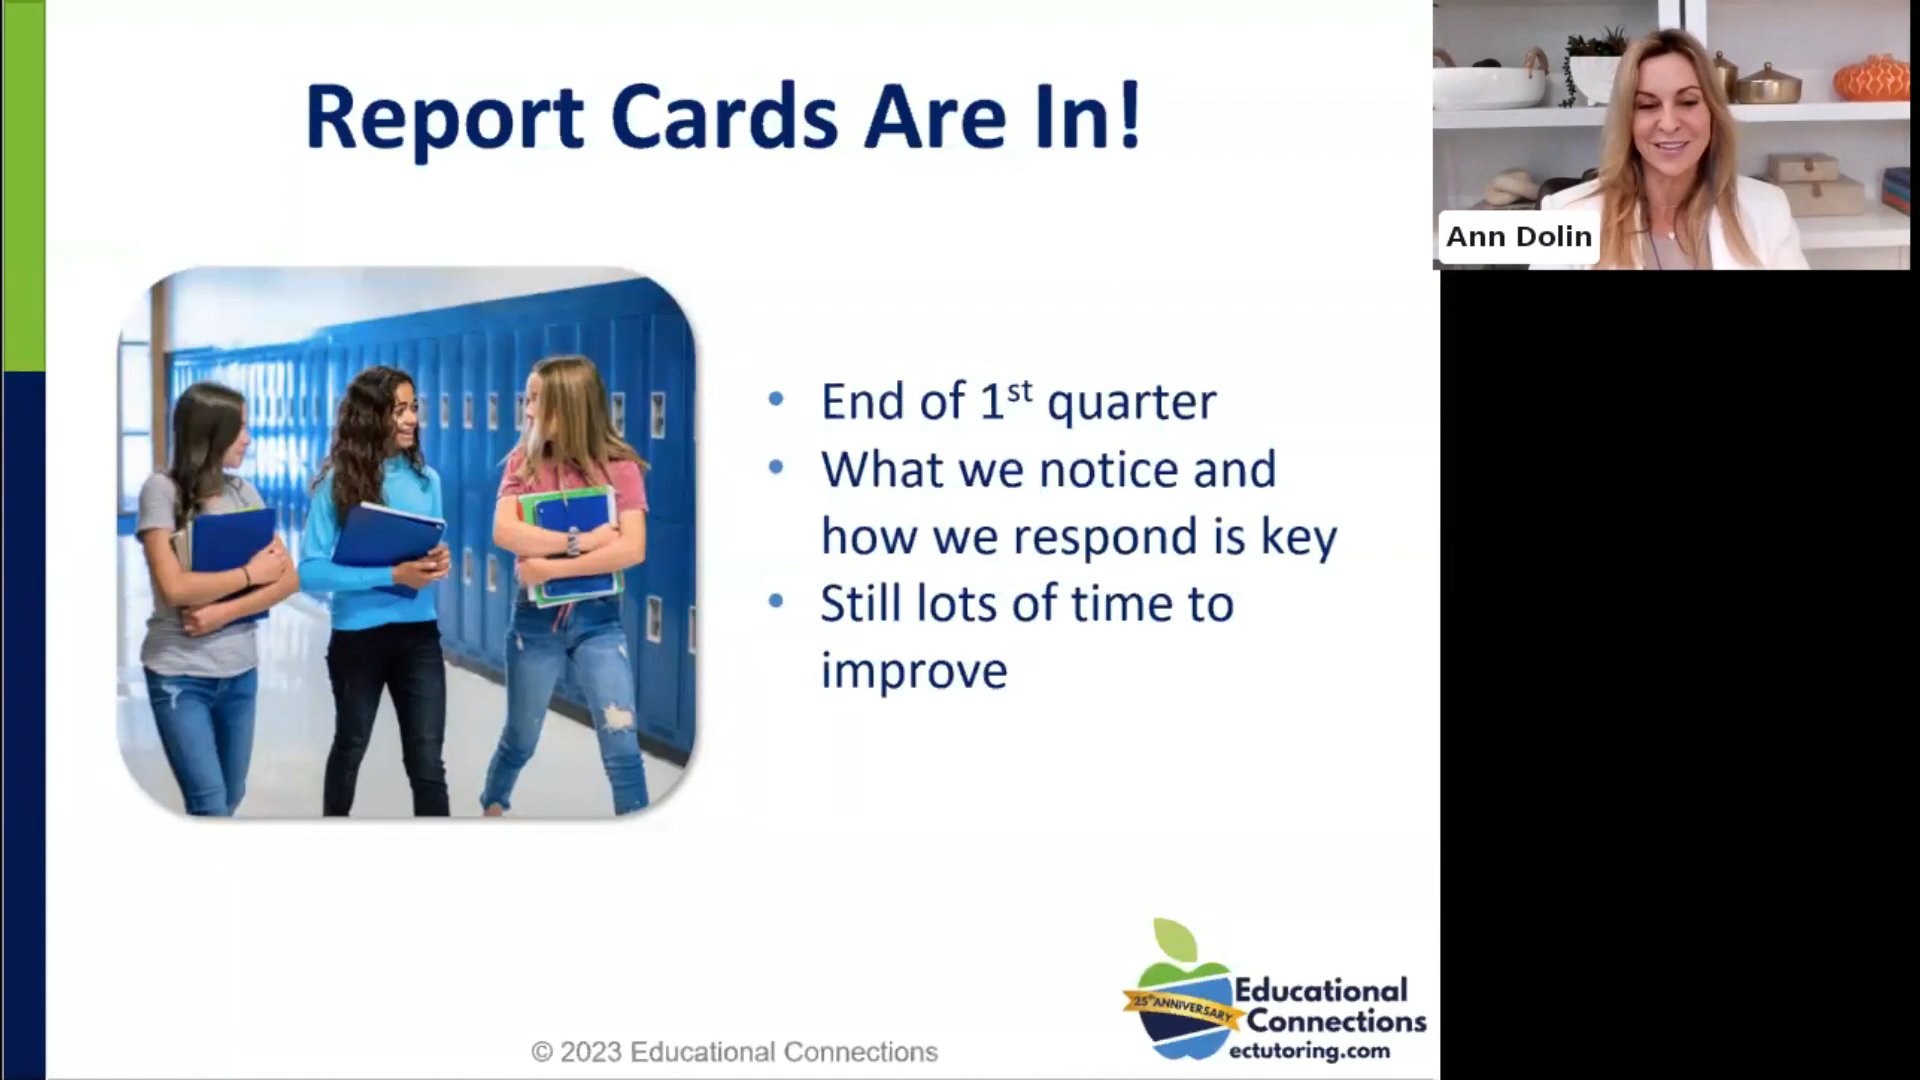 Report Cards Are In!
Ann Dolin
• End of 1st quarter
• What we notice and
how we respond is key
• Still lots of time to
improve
25th ANNIVERSARY
Educational
Connections
ectutoring.com
© 2023 Educational Connections